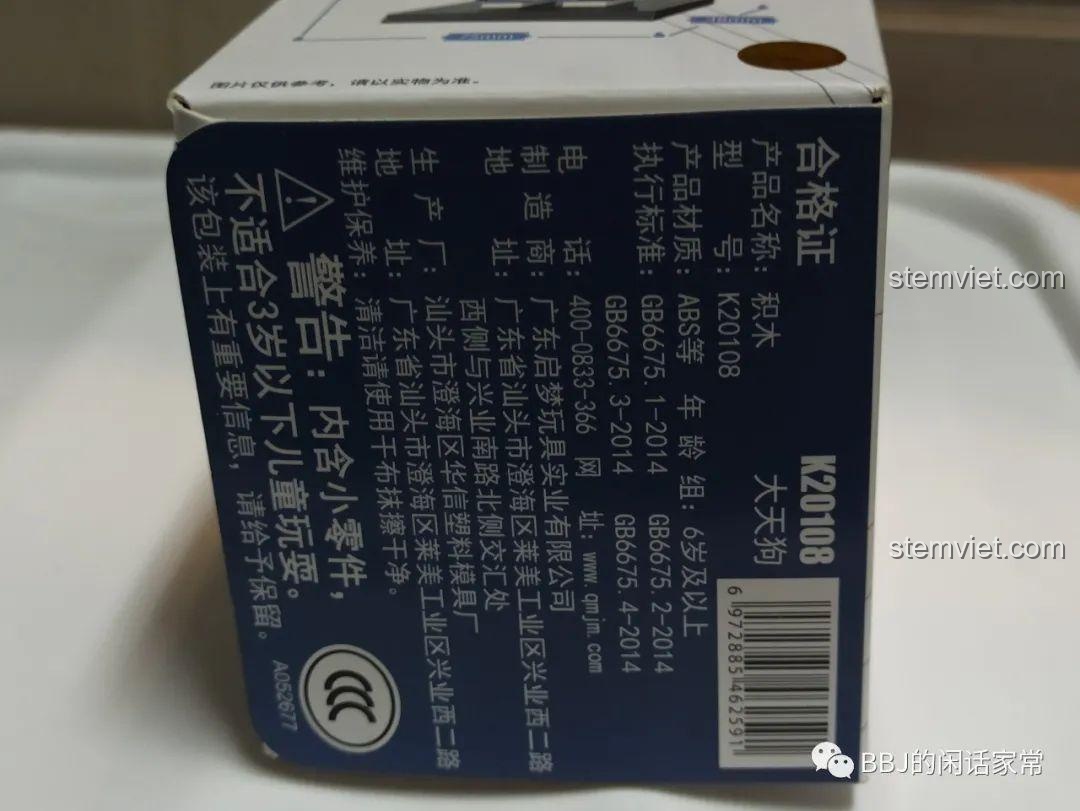 75mm
48mm
图片仅供参考，请以实物为准。
合格证
K20108
大天狗
产品名称：积木
型 号：K20108
产品材质：ABS等 年 龄 组：6岁及以上
执行标准：GB6675.1-2014 GB6675.2-2014
GB6675.3-2014 GB6675.4-2014
电 话：400-0833-366 网 址：www.qmjm.com
制 造 商：广东启梦玩具实业有限公司
地 址：广东省汕头市澄海区莱美工业区兴业西二路
西侧与兴业南路北侧交汇处
生 产 厂：汕头市澄海区华信塑料模具厂
地 址：广东省汕头市澄海区莱美工业区兴业西二路
维护保养：清洁请使用干布抹擦干净。
警告：内含小零件，
不适合3岁以下儿童玩耍。
该包装上有重要信息，请给予保留。
CCC
A052677
6 972885 462591
stemviet.com
stemviet.com
BBJ的闲话家常